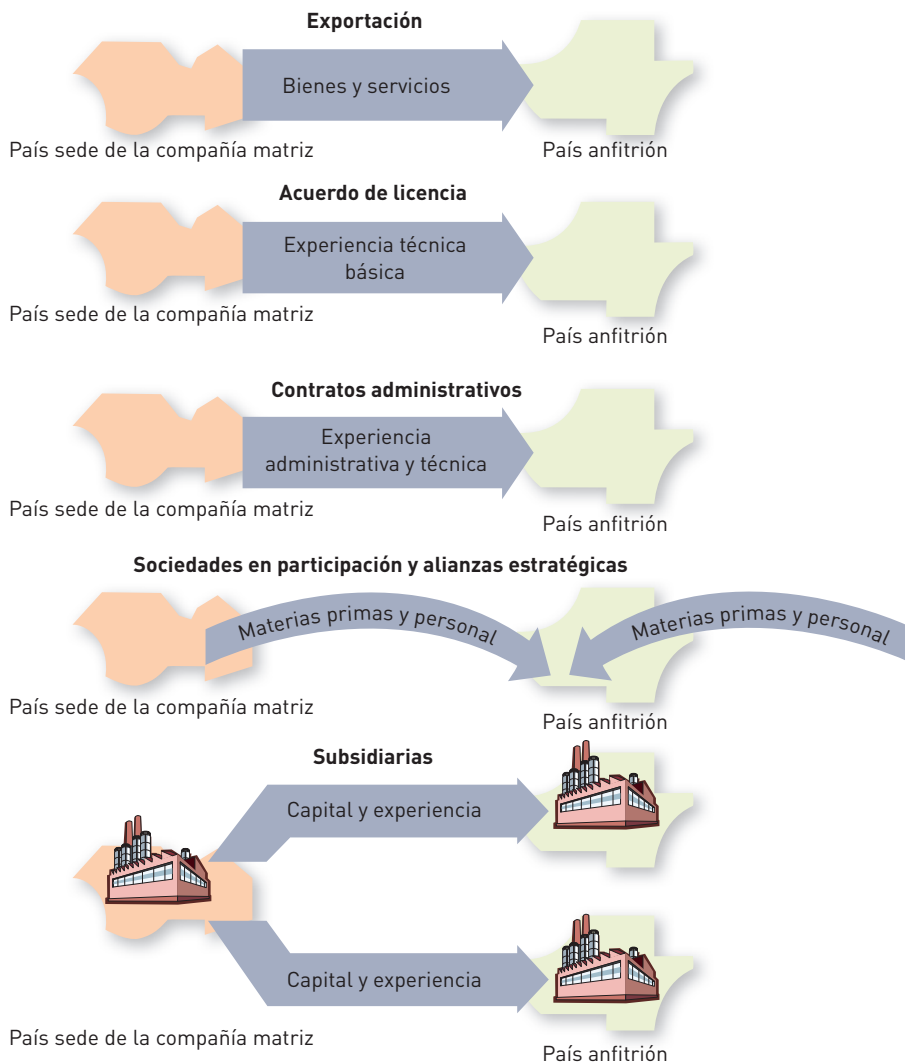 Exportación
Bienes y servicios
País sede de la compañía matriz
País anfitrión
Acuerdo de licencia
Experiencia técnica
básica
País sede de la compañía matriz
País anfitrión
Contratos administrativos
Experiencia
administrativa y técnica
País sede de la compañía matriz
País anfitrión
Sociedades en participación y alianzas estratégicas
Materias primas y personal
Materias primas y personal
País sede de la compañía matriz
País anfitrión
Subsidiarias
Capital y experiencia
Capital y experiencia
País sede de la compañía matriz
País anfitrión